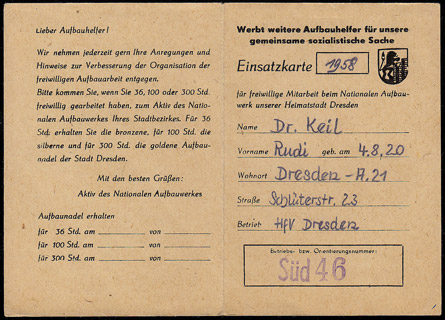 Lieber Aufbauhelfer!
Wir nehmen jederzeit gern Ihre Anregungen und
Hinweise zur Verbesserung der Organisation der
freiwilligen Aufbauarbeit entgegen.
Bitte kommen Sie, wenn Sie 36, 100 oder 300 Std.
freiwillig gearbeitet haben, zum Aktiv des Natio-
nalen Aufbauwerkes Ihres Stadtbezirkes. Für 36
Std. erhalten Sie die bronzene, für 100 Std. die
silberne und für 300 Std. die goldene Aufbau-
nadel der Stadt Dresden.
Mit den besten Grüßen:
Aktiv des Nationalen Aufbauwerkes
Aufbaunadel erhalten
für 36 Std. am von
für 100 Std. am von
für 300 Std. am von
Werbt weitere Aufbauhelfer für unsere
gemeinsame sozialistische Sache
Einsatzkarte 1958
für freiwillige Mitarbeit beim Nationalen Aufbau-
werk unserer Heimatstadt Dresden
Name Dr. Keil
Vorname Rudi geb. am 4.8.20
Wohnort Dresden-A.21
Straße Schlüterstr. 23
Betrieb HfV Dresden
Betriebs- bzw. Orientierungsnummer:
Süd 46